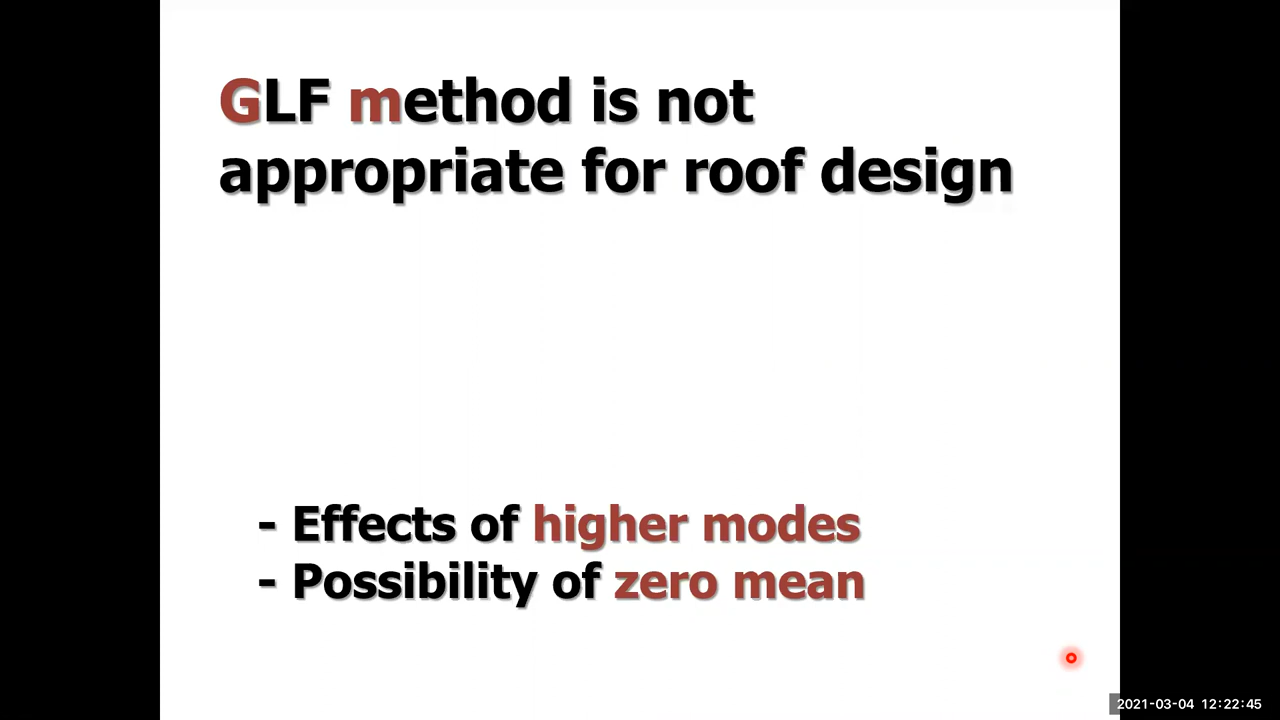 GLF method is not
appropriate for roof design
- Effects of higher modes
- Possibility of zero mean
2021-03-04 12:22:45